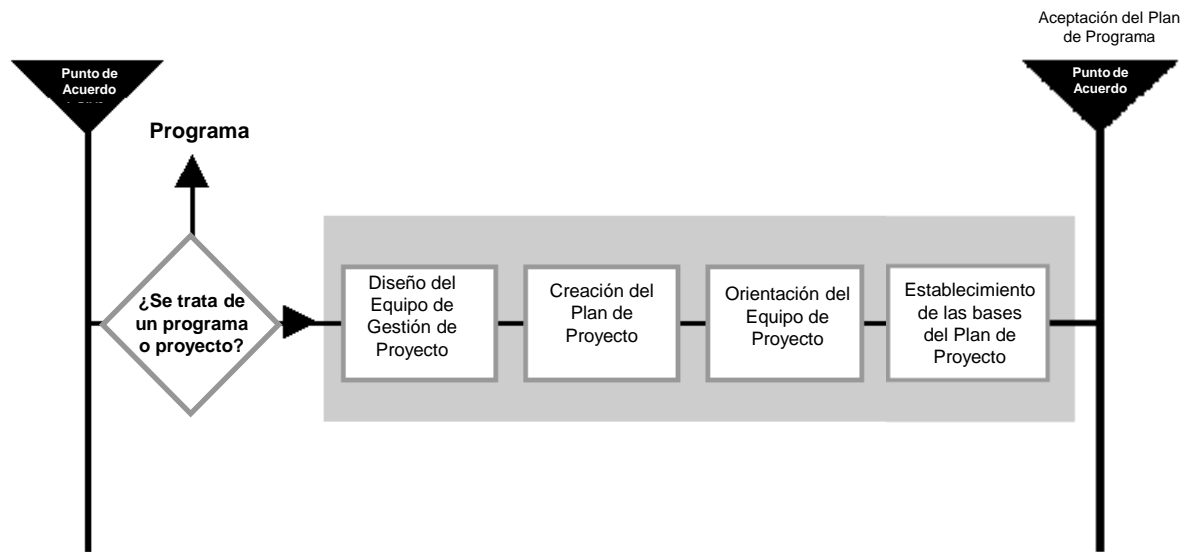 Aceptación del Plan
de Programa
Punto de
Acuerdo
Punto de
Acuerdo
Programa
¿Se trata de
un programa
o proyecto?
Diseño del
Equipo de
Gestión de
Proyecto
Creación del
Plan de
Proyecto
Orientación del
Equipo de
Proyecto
Establecimiento
de las bases
del Plan de
Proyecto